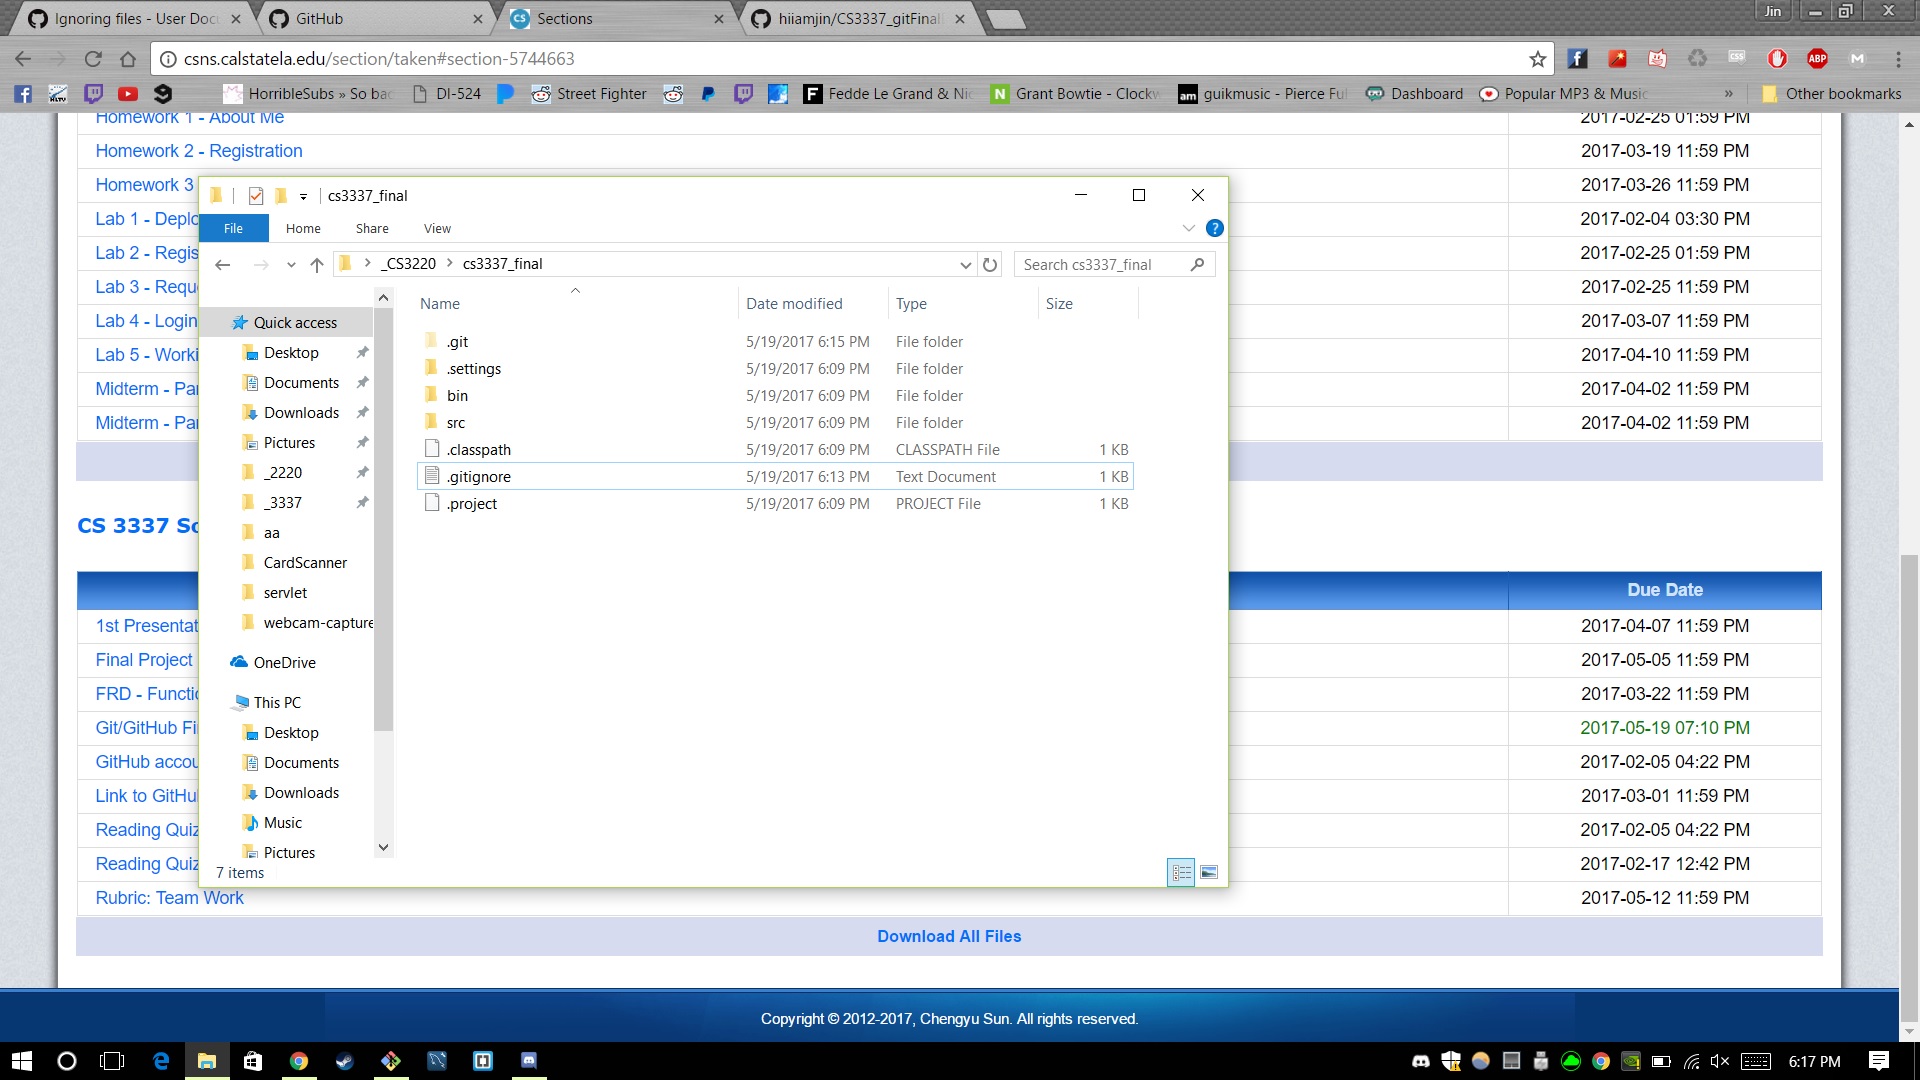 Ignoring files - User Docu
GitHub
Sections
hiiamjin/CS3337_gitFinal
Jin
csns.calstatela.edu/section/taken#section-5744663
HorribleSubs » So bac
DI-524
Street Fighter
Fedde Le Grand & Ni
Grant Bowtie - Clockw
guikmusic - Pierce Ful
Dashboard
Popular MP3 & Music
»
Other bookmarks
Homework 1 - About Me 2017-02-25 01:59 PM
Homework 2 - Registration 2017-03-19 11:59 PM
Homework 3 2017-03-26 11:59 PM
Lab 1 - Deplo 2017-02-04 03:30 PM
Lab 2 - Regis 2017-02-25 01:59 PM
Lab 3 - Requ 2017-02-25 11:59 PM
Lab 4 - Login 2017-03-07 11:59 PM
Lab 5 - Worki 2017-04-10 11:59 PM
Midterm - Par 2017-04-02 11:59 PM
Midterm - Par 2017-04-02 11:59 PM
CS 3337 So
Due Date
1st Presentat 2017-04-07 11:59 PM
Final Project 2017-05-05 11:59 PM
FRD - Functio 2017-03-22 11:59 PM
Git/GitHub Fi 2017-05-19 07:10 PM
GitHub accou 2017-02-05 04:22 PM
Link to GitHu 2017-03-01 11:59 PM
Reading Quiz 2017-02-05 04:22 PM
Reading Quiz 2017-02-17 12:42 PM
Rubric: Team Work 2017-05-12 11:59 PM
Download All Files
Copyright © 2012-2017, Chengyu Sun. All rights reserved.
cs3337_final
File Home Share View
_CS3220 > cs3337_final
Search cs3337_final
Name Date modified Type Size
.git 5/19/2017 6:15 PM File folder
.settings 5/19/2017 6:09 PM File folder
bin 5/19/2017 6:09 PM File folder
src 5/19/2017 6:09 PM File folder
.classpath 5/19/2017 6:09 PM CLASSPATH File 1 KB
.gitignore 5/19/2017 6:13 PM Text Document 1 KB
.project 5/19/2017 6:09 PM PROJECT File 1 KB
Quick access
Desktop
Documents
Downloads
Pictures
_2220
_3337
aa
CardScanner
servlet
webcam-capture
OneDrive
This PC
Desktop
Documents
Downloads
Music
Pictures
7 items
6:17 PM